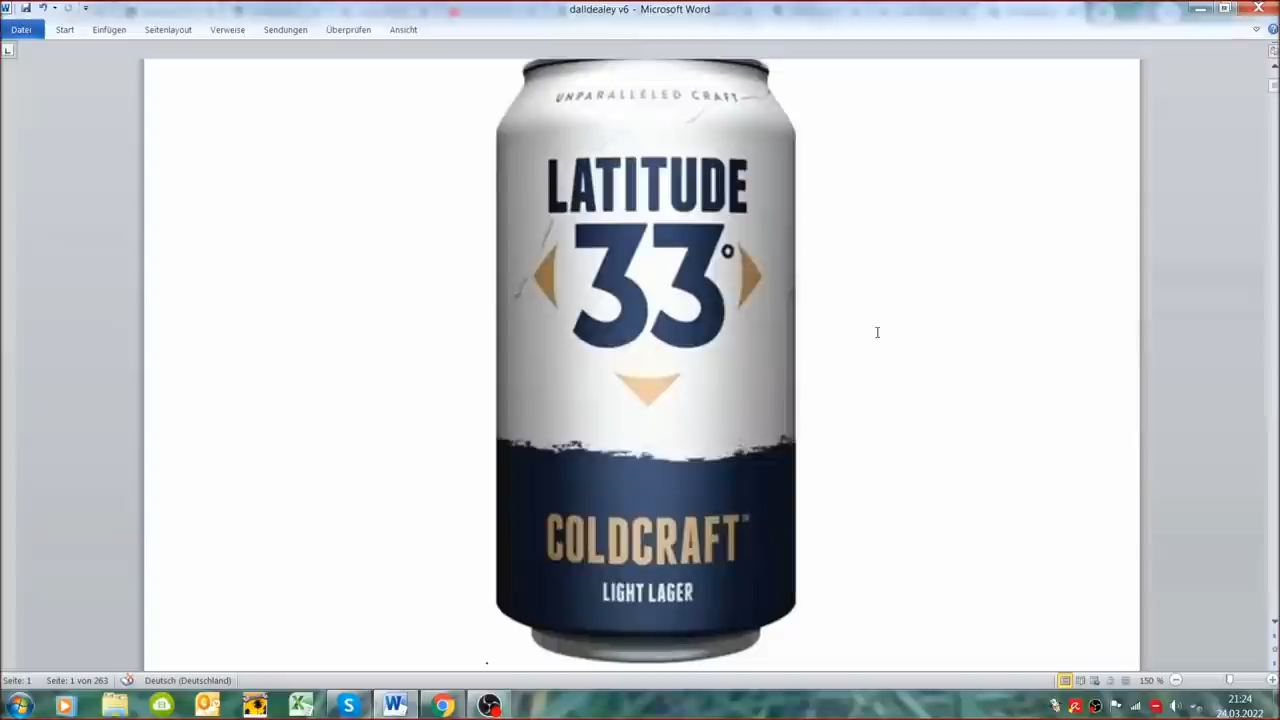 dalldealey v6 - Microsoft Word
Datei Start Einfügen Seitenlayout Verweise Sendungen Überprüfen Ansicht
UNPARALLELED CRAFT
LATITUDE
33°
COLDCRAFT™
LIGHT LAGER
Seite: 1 Seite: 1 von 263 Deutsch (Deutschland) 150 %
21:24
24.03.2022